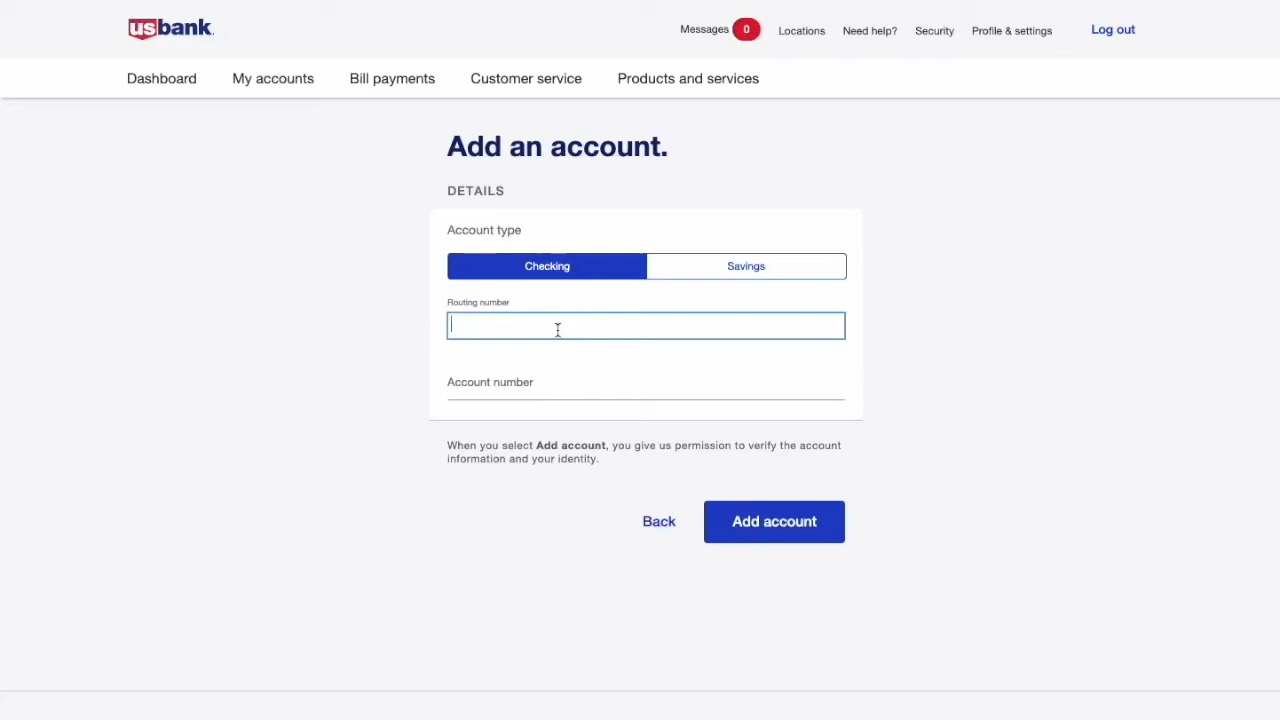 usbank.
Messages 0 Locations Need help? Security Profile & settings Log out
Dashboard My accounts Bill payments Customer service Products and services
Add an account.
DETAILS
Account type
Checking Savings
Routing number
Account number
When you select Add account, you give us permission to verify the account
information and your identity.
Back Add account